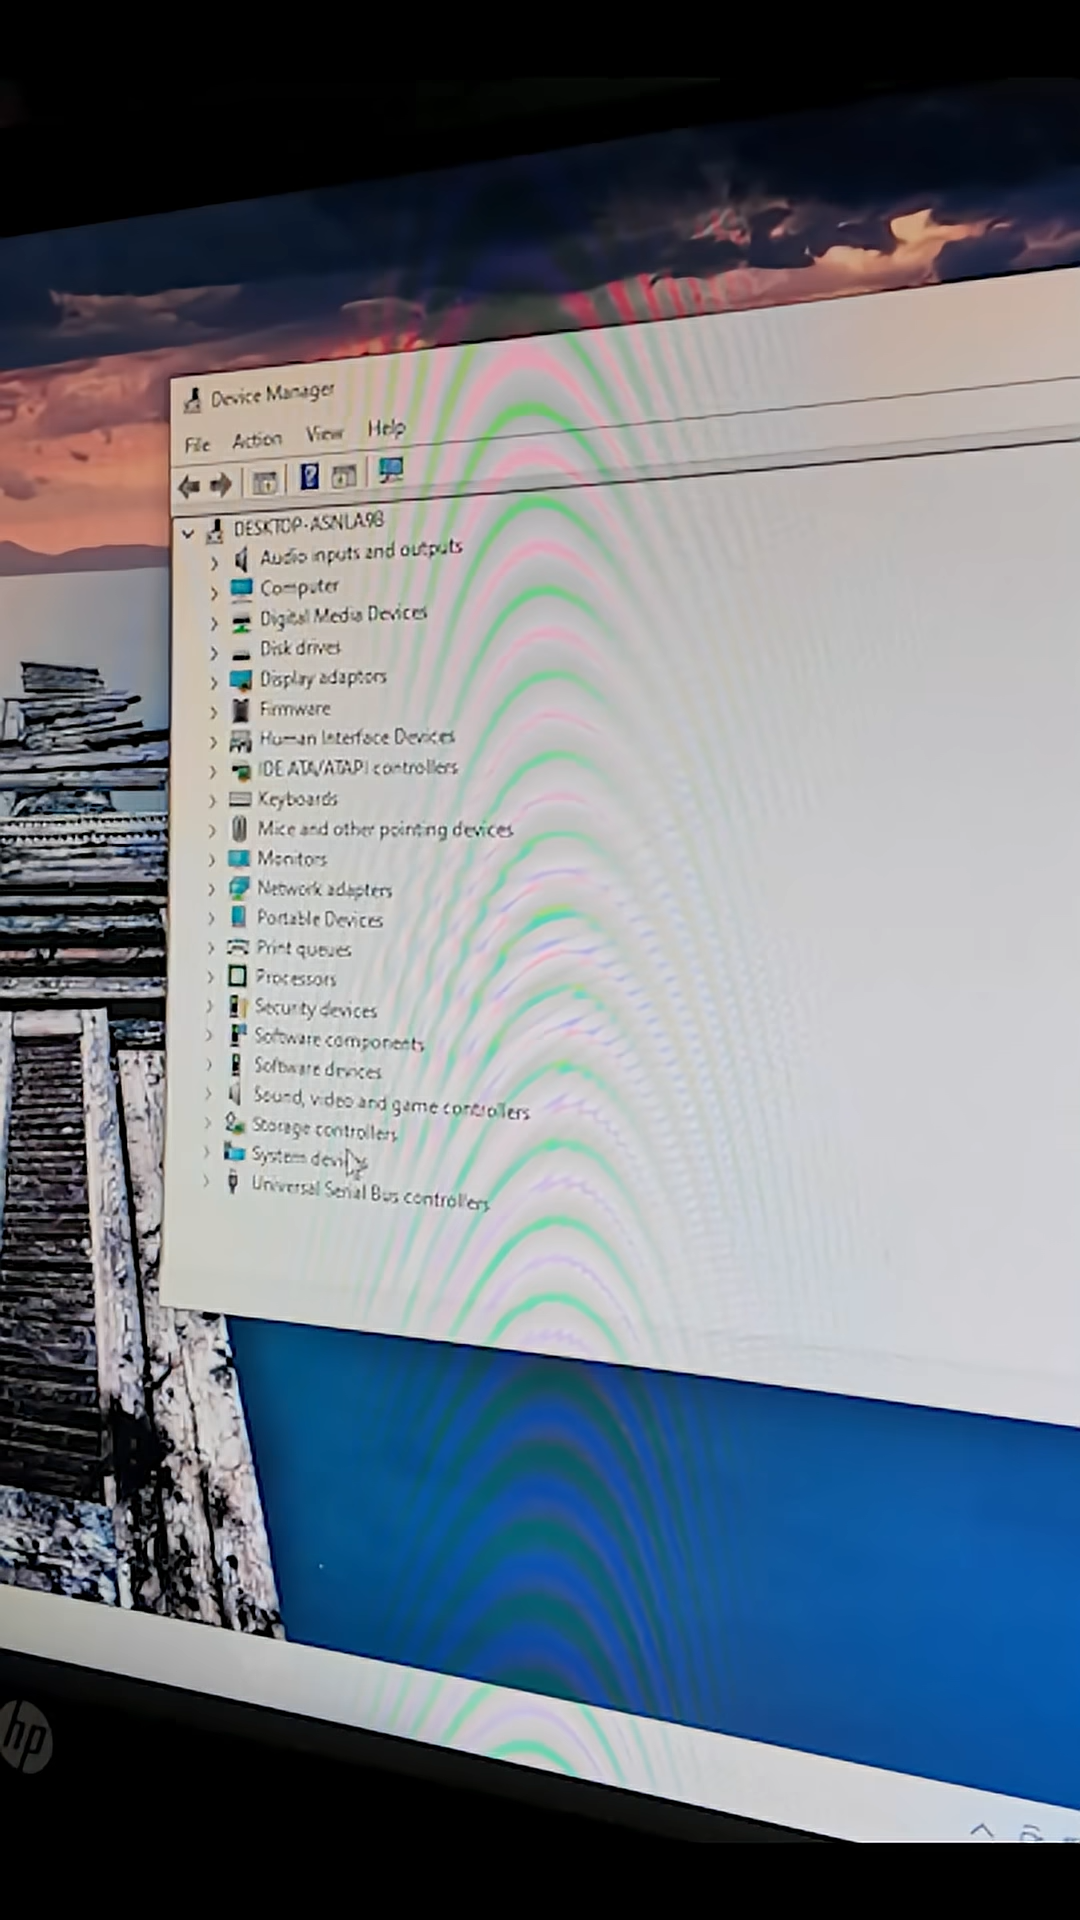 Device Manager
File Action View Help
DESKTOP-ASNLA98
Audio inputs and outputs
Computer
Digital Media Devices
Disk drives
Display adaptors
Firmware
Human Interface Devices
IDE ATA/ATAPI controllers
Keyboards
Mice and other pointing devices
Monitors
Network adapters
Portable Devices
Print queues
Processors
Security devices
Software components
Software devices
Sound, video and game controllers
Storage controllers
System devices
Universal Serial Bus controllers
hp